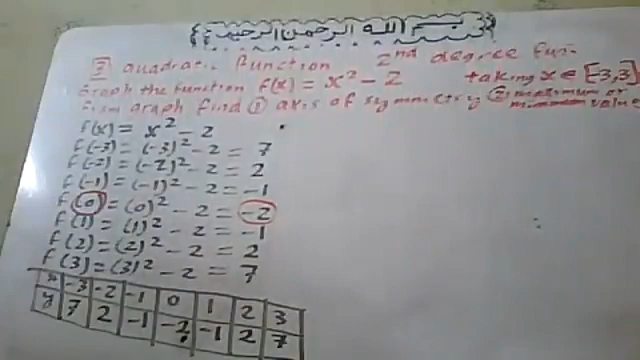 بسم الله الرحمن الرحيم
3 Quadratic function 2nd degree fun-
Graph the function f(x) = x² - 2 taking x ∈ [-3,3]
from graph find ① axis of symmetry ② maximum or
minimum value
f(x) = x² - 2
f(-3) = (-3)² - 2 = 7
f(-2) = (-2)² - 2 = 2
f(-1) = (-1)² - 2 = -1
f(0) = (0)² - 2 = -2
f(1) = (1)² - 2 = -1
f(2) = (2)² - 2 = 2
f(3) = (3)² - 2 = 7
x -3 -2 -1 0 1 2 3
y 7 2 -1 -2 -1 2 7